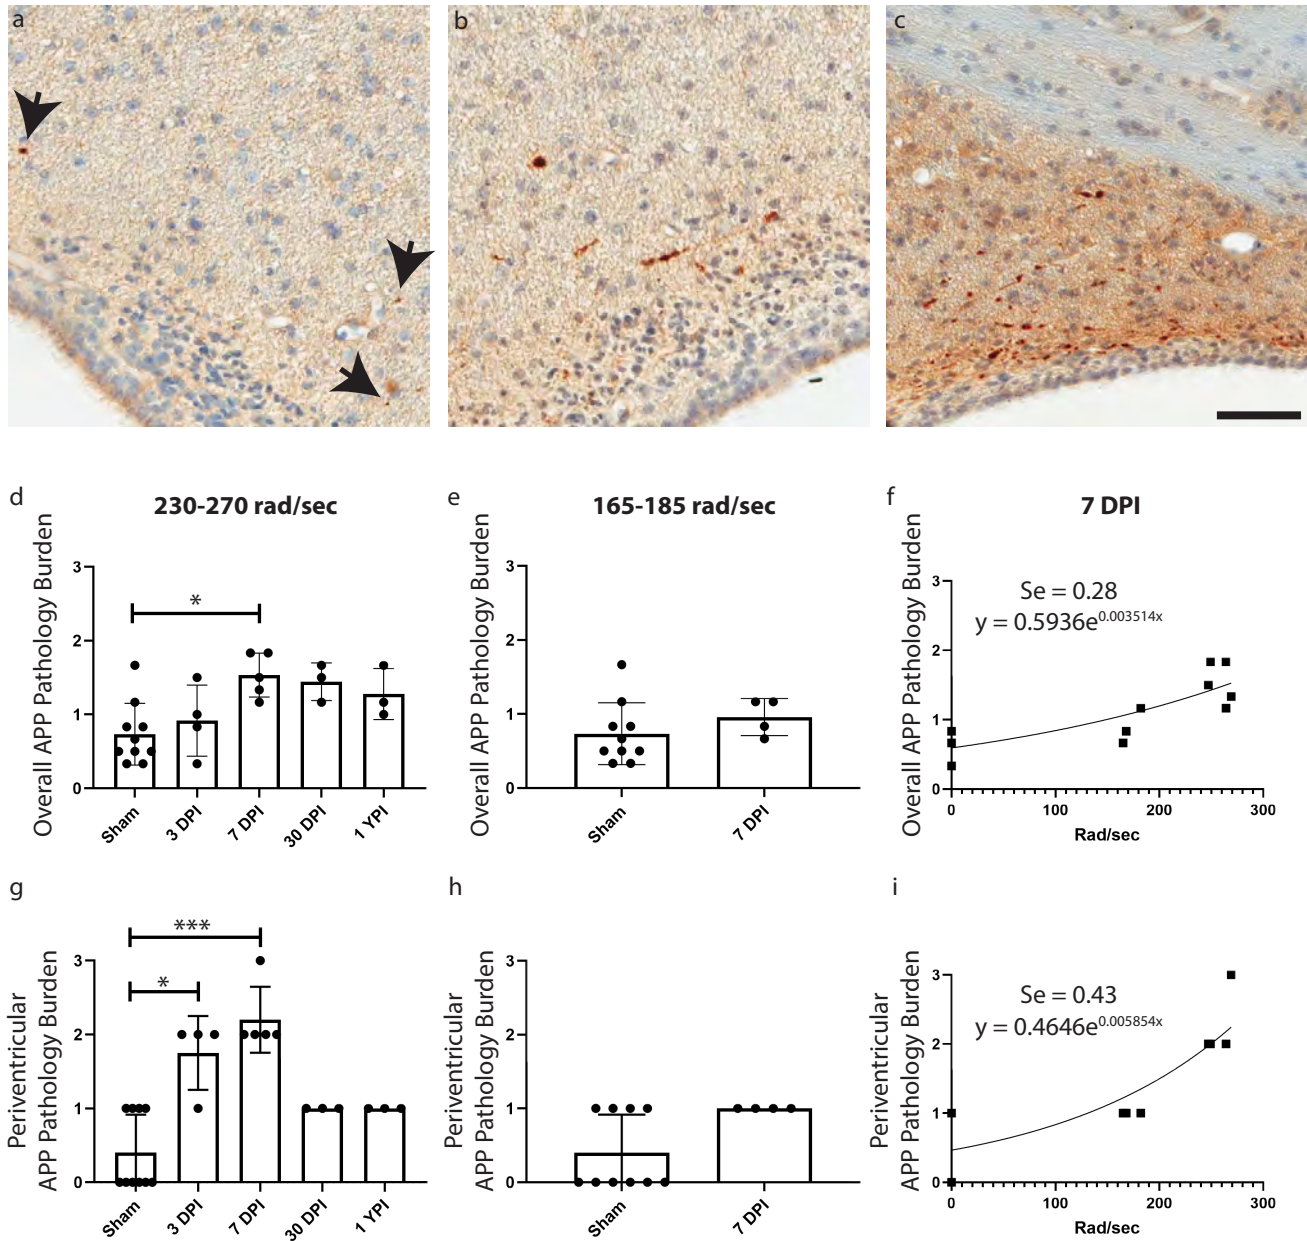 a
b
c
d
230-270 rad/sec
e
165-185 rad/sec
f
7 DPI
Overall APP Pathology Burden
3
2
1
0
*
Sham
3 DPI
7 DPI
30 DPI
1 YPI
Overall APP Pathology Burden
3
2
1
0
Sham
7 DPI
Overall APP Pathology Burden
3
2
1
0
Se = 0.28
y = 0.5936e^0.003514x
0
100
200
300
Rad/sec
g
h
i
Periventricular
APP Pathology Burden
3
2
1
0
***
*
Sham
3 DPI
7 DPI
30 DPI
1 YPI
Periventricular
APP Pathology Burden
3
2
1
0
Sham
7 DPI
Periventricular
APP Pathology Burden
3
2
1
0
Se = 0.43
y = 0.4646e^0.005854x
0
100
200
300
Rad/sec